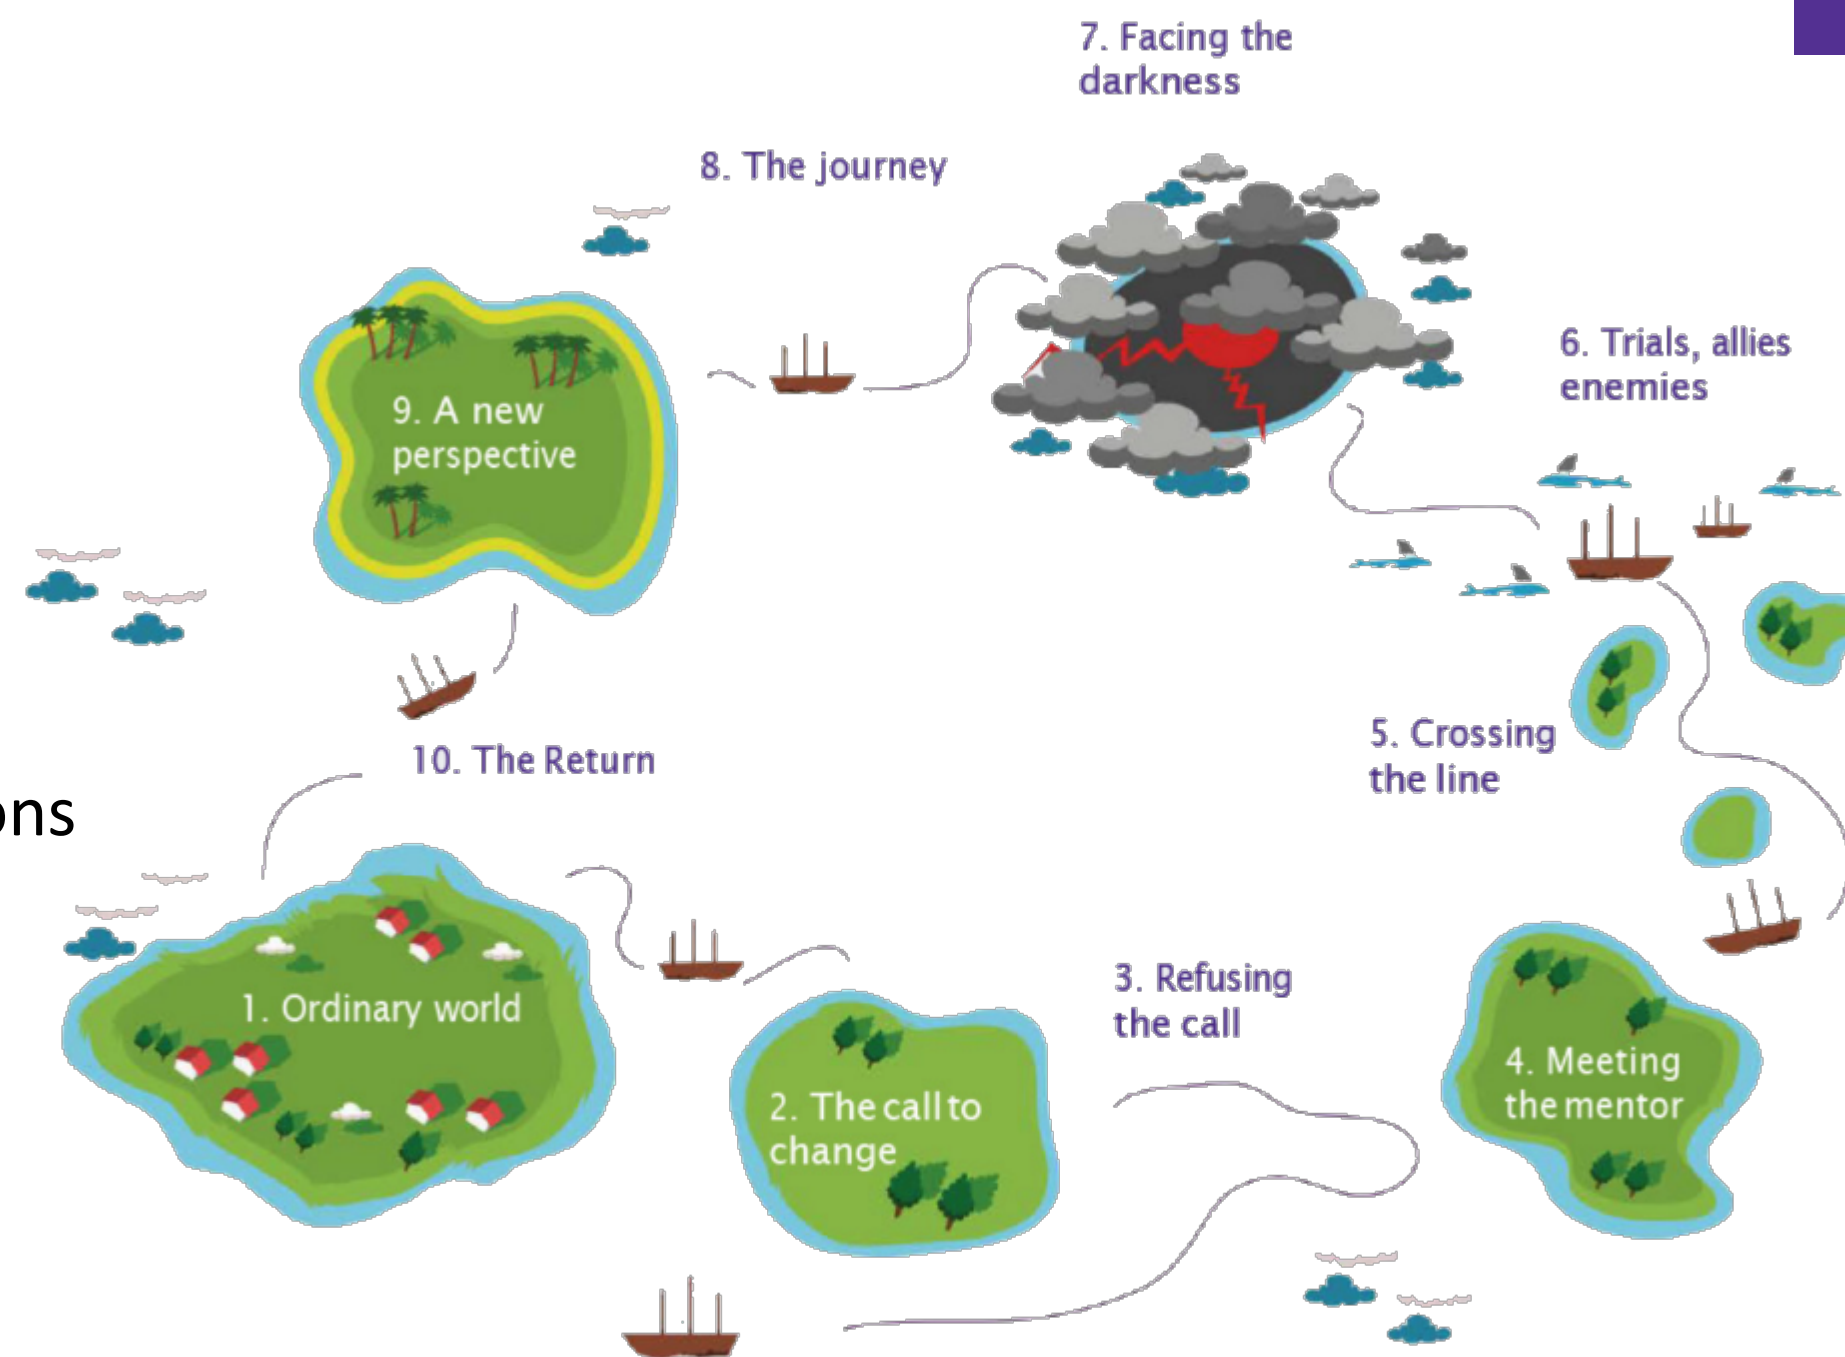 7. Facing the
darkness
8. The journey
6. Trials, allies
enemies
9. A new
perspective
5. Crossing
the line
10. The Return
ons
1. Ordinary world
3. Refusing
the call
4. Meeting
the mentor
2. The call to
change